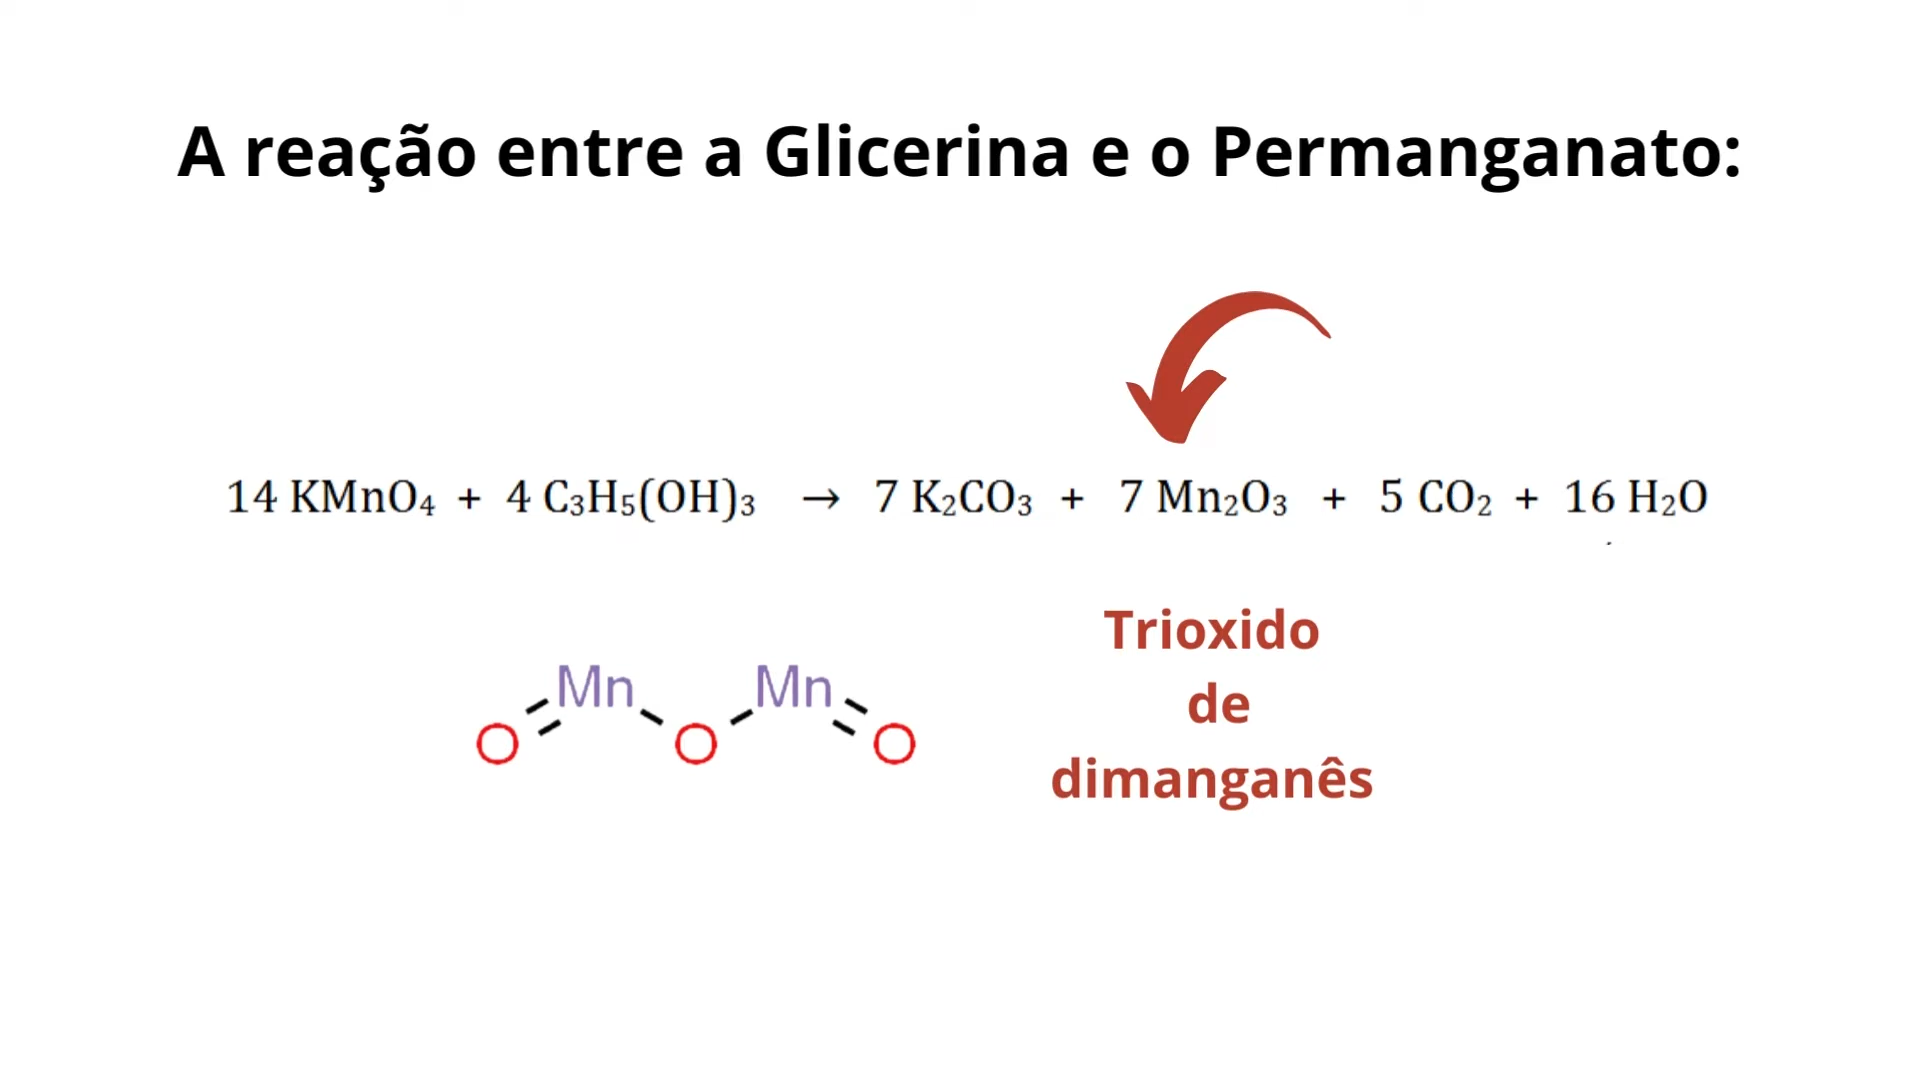 A reação entre a Glicerina e o Permanganato:
14 KMnO₄ + 4 C₃H₅(OH)₃ → 7 K₂CO₃ + 7 Mn₂O₃ + 5 CO₂ + 16 H₂O
Trioxido
de
dimanganês
Mn Mn
O O O